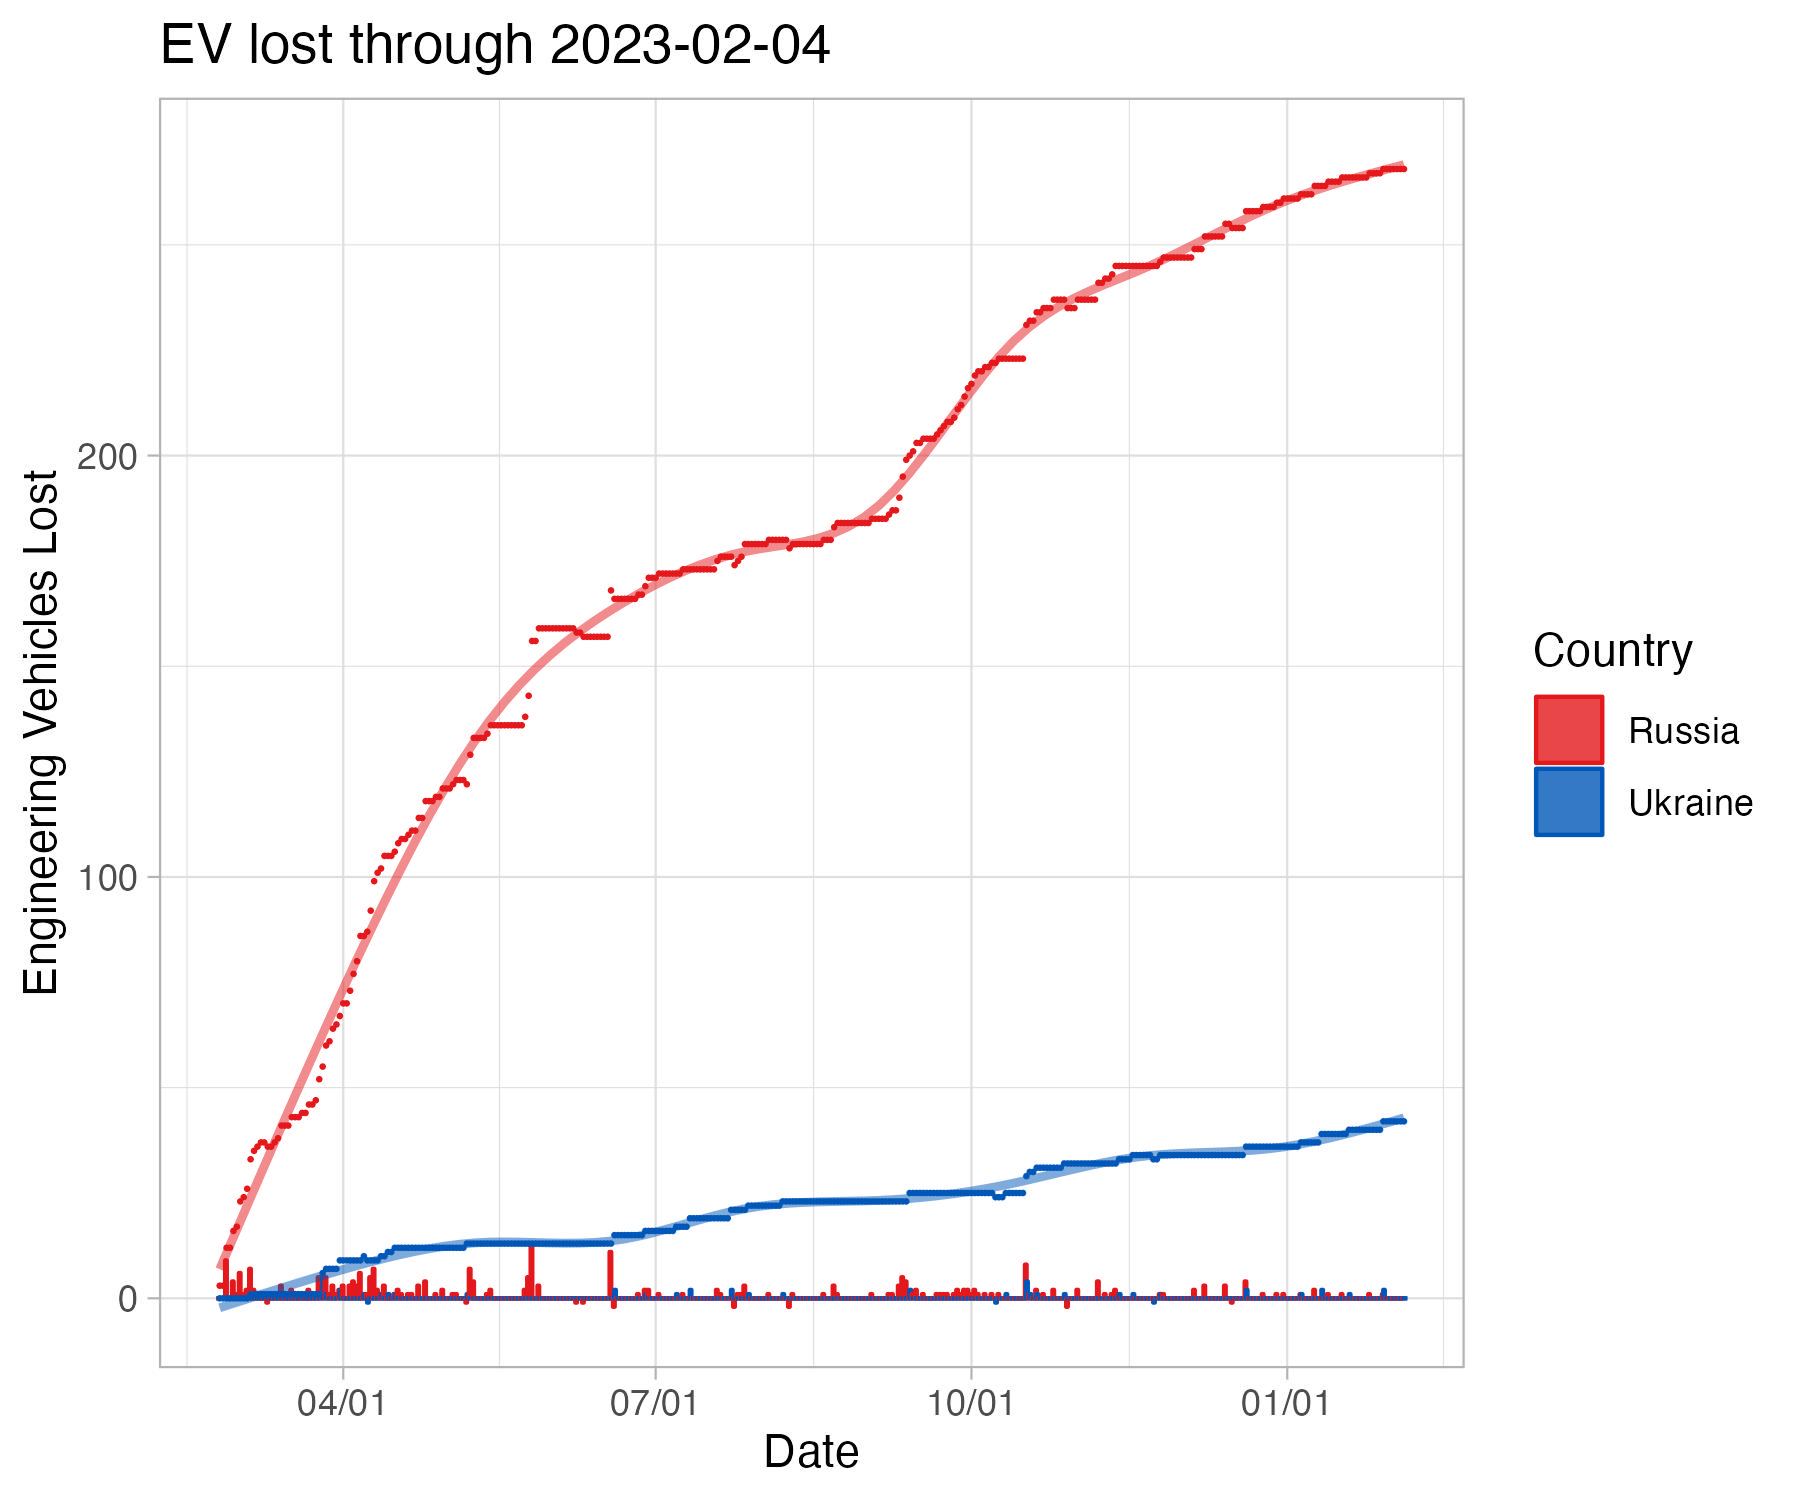 EV lost through 2023-02-04
Engineering Vehicles Lost
200
100
0
04/01
07/01
10/01
01/01
Date
Country
Russia
Ukraine